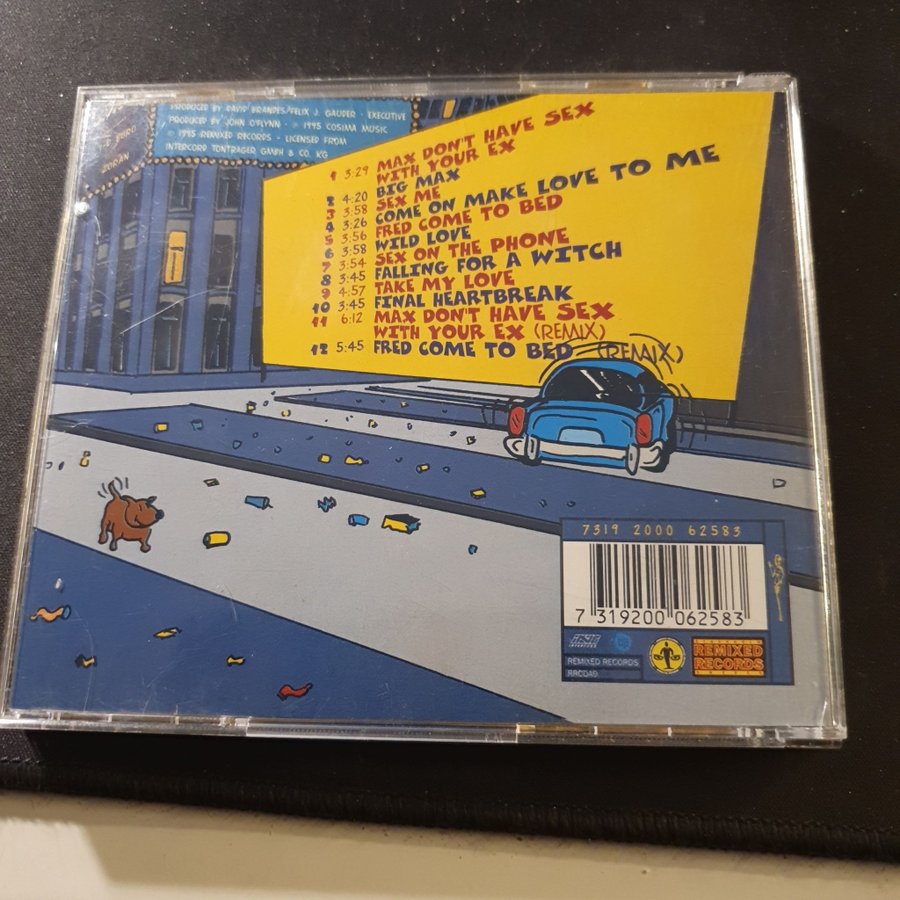 PRODUCED BY DAVID BRANDES/FELIX J. GAUDER · EXECUTIVE
PRODUCED BY JOHN O'FLYNN · ℗ 1995 COSIMA MUSIC
© 1995 REMIXED RECORDS - LICENSED FROM
INTERCORD TONTRÄGER GMBH & CO. KG
E EURO
ZORAN
1 3:29 MAX DON'T HAVE SEX
WITH YOUR EX
2 4:20 BIG MAX
3 3:58 SEX ME
4 3:26 COME ON MAKE LOVE TO ME
5 3:56 FRED COME TO BED
6 3:58 WILD LOVE
7 3:54 SEX ON THE PHONE
8 3:45 FALLING FOR A WITCH
9 4:57 TAKE MY LOVE
10 3:45 FINAL HEARTBREAK
11 6:12 MAX DON'T HAVE SEX
WITH YOUR EX (REMIX)
12 5:45 FRED COME TO BED (REMIX)
7319 2000 62583
7 319200 062583
REMIXED RECORDS
RRCD40
REMIXED
RECORDS